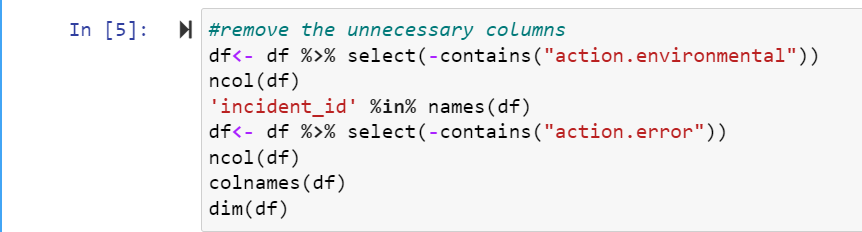 In [5]:
#remove the unnecessary columns
df<- df %>% select(-contains("action.environmental"))
ncol(df)
'incident_id' %in% names(df)
df<- df %>% select(-contains("action.error"))
ncol(df)
colnames(df)
dim(df)